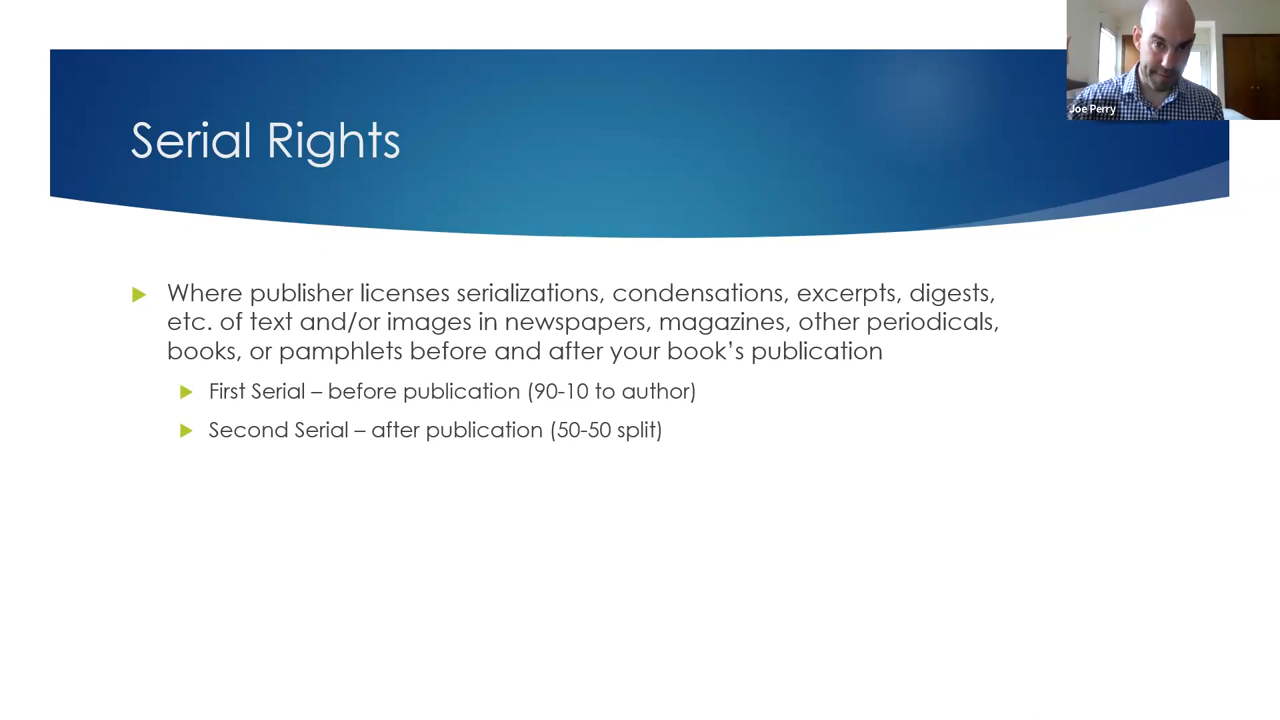 Joe Perry
Serial Rights
Where publisher licenses serializations, condensations, excerpts, digests,
etc. of text and/or images in newspapers, magazines, other periodicals,
books, or pamphlets before and after your book’s publication
First Serial – before publication (90-10 to author)
Second Serial – after publication (50-50 split)